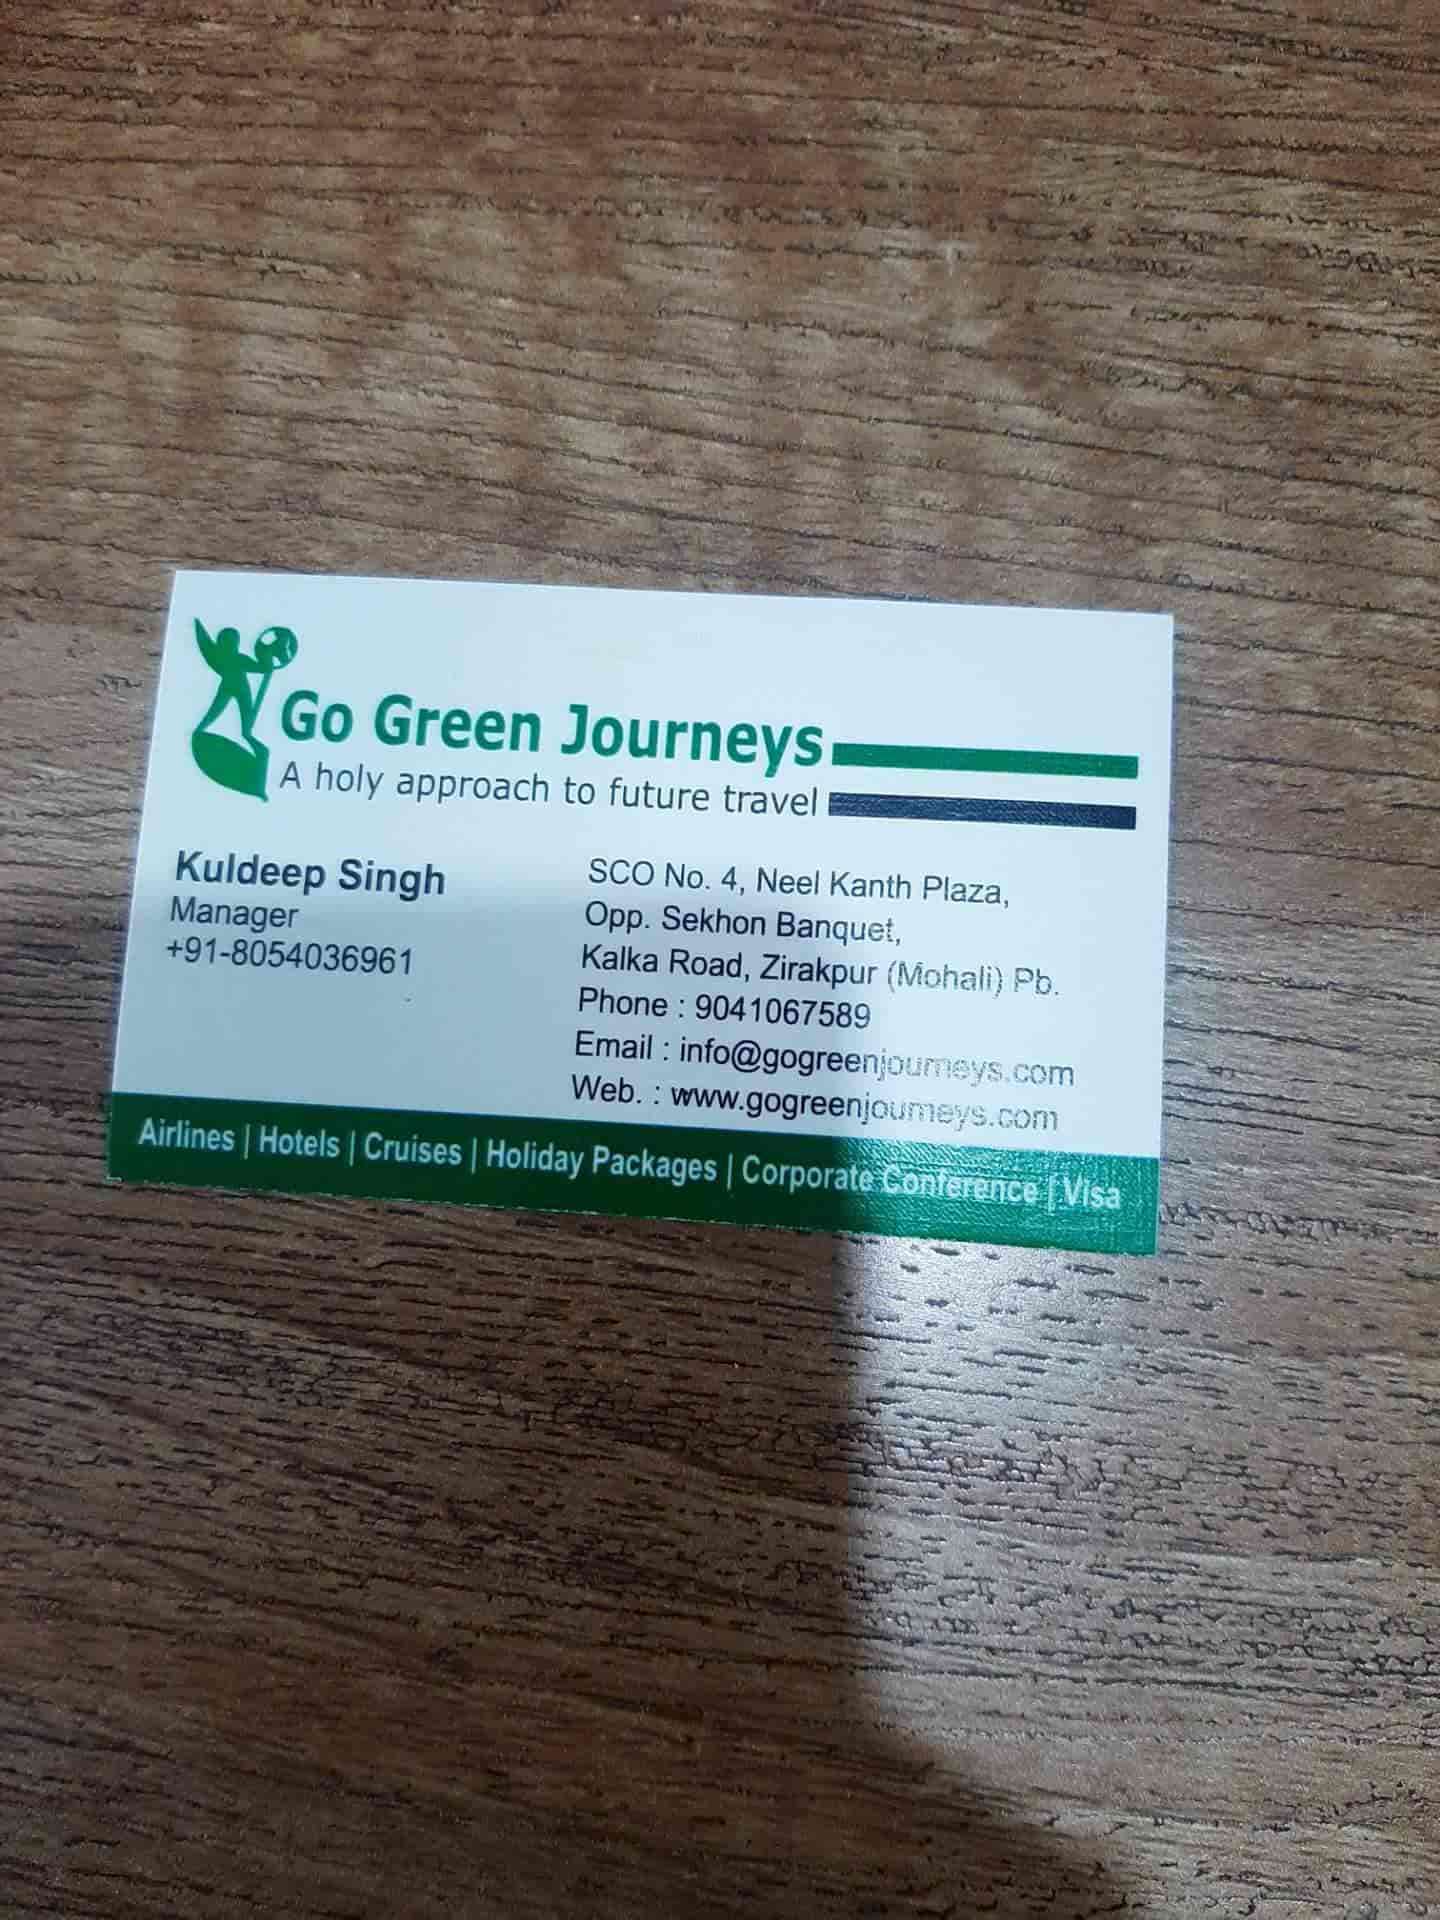 Go Green Journeys
A holy approach to future travel
Kuldeep Singh
Manager
+91-8054036961
SCO No. 4, Neel Kanth Plaza,
Opp. Sekhon Banquet,
Kalka Road, Zirakpur (Mohali) Pb.
Phone : 9041067589
Email : info@gogreenjourneys.com
Web. : www.gogreenjourneys.com
Airlines | Hotels | Cruises | Holiday Packages | Corporate Conference | Visa